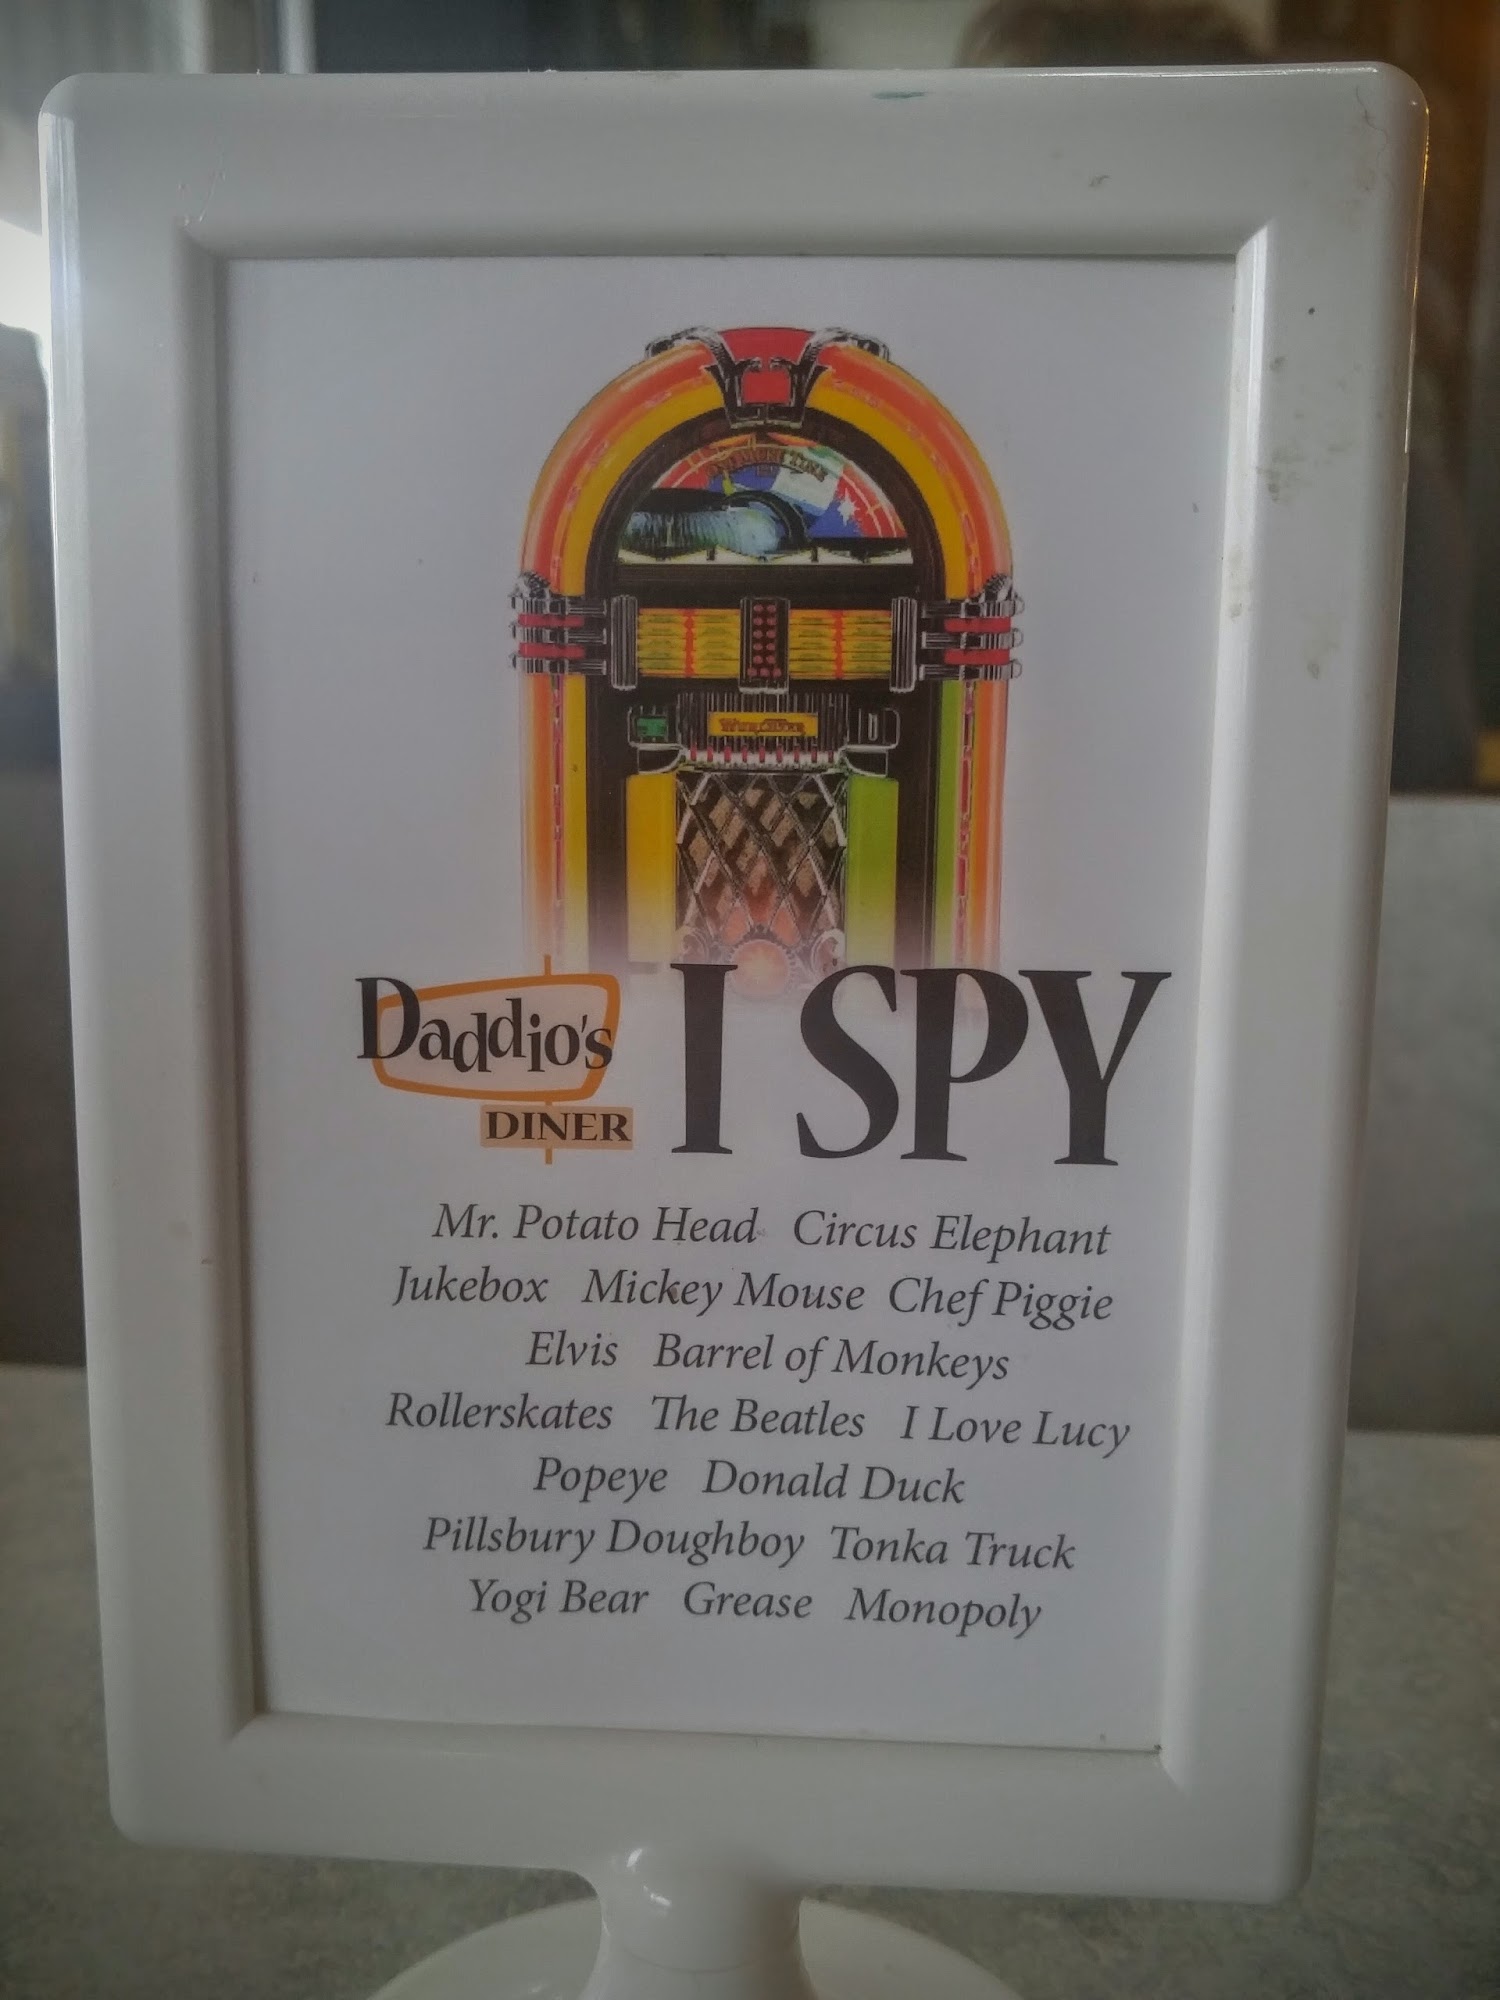 WURLITZER
Daddio's
DINER
I SPY
Mr. Potato Head Circus Elephant
Jukebox Mickey Mouse Chef Piggie
Elvis Barrel of Monkeys
Rollerskates The Beatles I Love Lucy
Popeye Donald Duck
Pillsbury Doughboy Tonka Truck
Yogi Bear Grease Monopoly